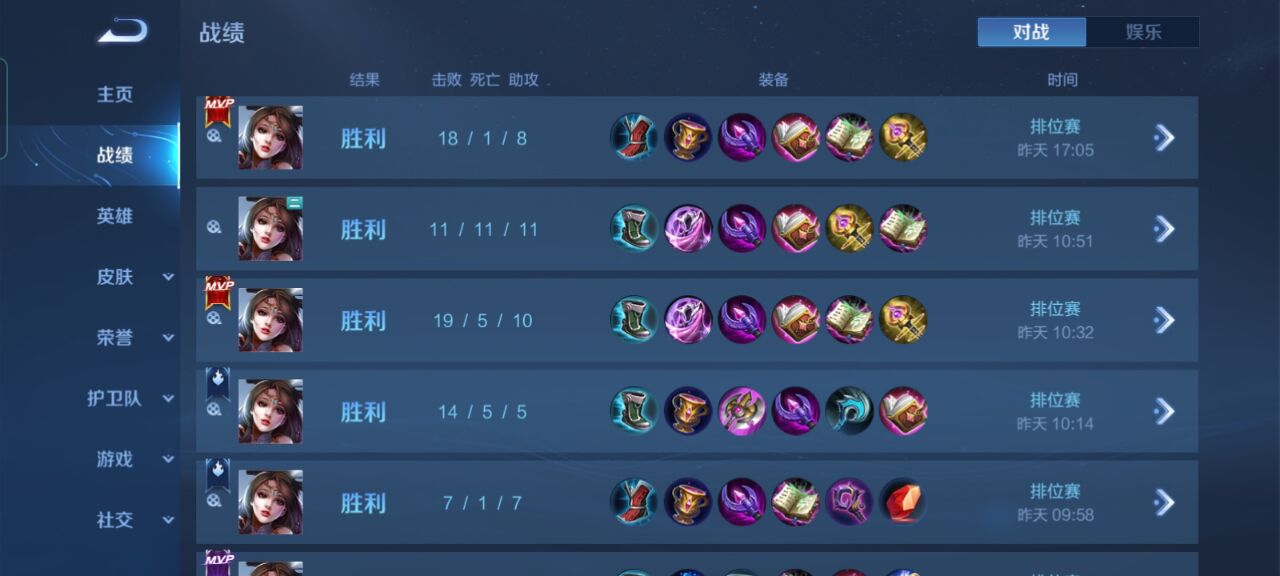 战绩
对战 娱乐
主页
战绩
英雄
皮肤
荣誉
护卫队
游戏
社交
结果 击败 死亡 助攻 装备 时间
MVP
胜利 18 / 1 / 8 排位赛
昨天 17:05
二
胜利 11 / 11 / 11 排位赛
昨天 10:51
MVP
胜利 19 / 5 / 10 排位赛
昨天 10:32
胜利 14 / 5 / 5 排位赛
昨天 10:14
胜利 7 / 1 / 7 排位赛
昨天 09:58
MVP